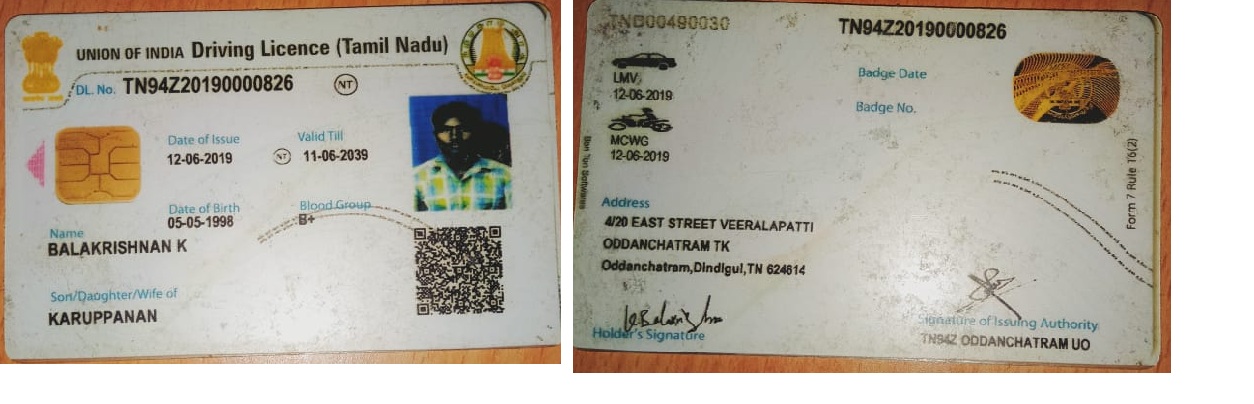 UNION OF INDIA Driving Licence (Tamil Nadu)
DL. No. TN94Z20190000826 NT
Date of Issue Valid Till
12-06-2019 NT 11-06-2039
Date of Birth Blood Group
05-05-1998 B+
Name
BALAKRISHNAN K
Son/Daughter/Wife of
KARUPPANAN
TNB00490030 TN94Z20190000826
LMV
12-06-2019
Badge Date
Badge No.
MCWG
12-06-2019
Form 7 Rule 16(2)
Address
4/20 EAST STREET VEERALAPATTI
ODDANCHATRAM TK
Oddanchatram,Dindigul,TN 624614
Holder's Signature
Signature of Issuing Authority
TN94Z ODDANCHATRAM UO